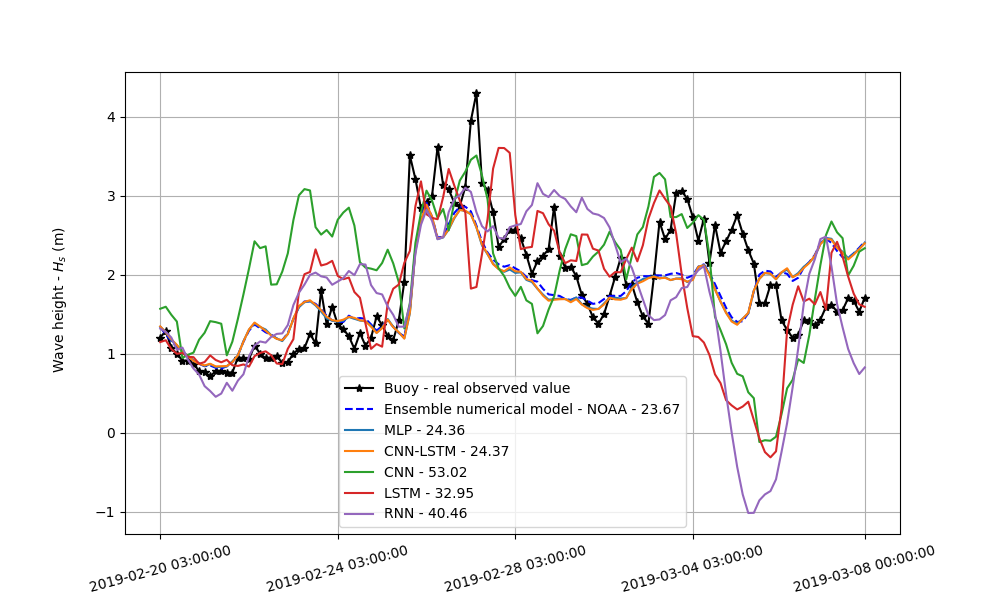 4
3
2
1
0
−1
Wave height - Hs (m)
Buoy - real observed value
Ensemble numerical model - NOAA - 23.67
MLP - 24.36
CNN-LSTM - 24.37
CNN - 53.02
LSTM - 32.95
RNN - 40.46
2019-02-20 03:00:00
2019-02-24 03:00:00
2019-02-28 03:00:00
2019-03-04 03:00:00
2019-03-08 00:00:00